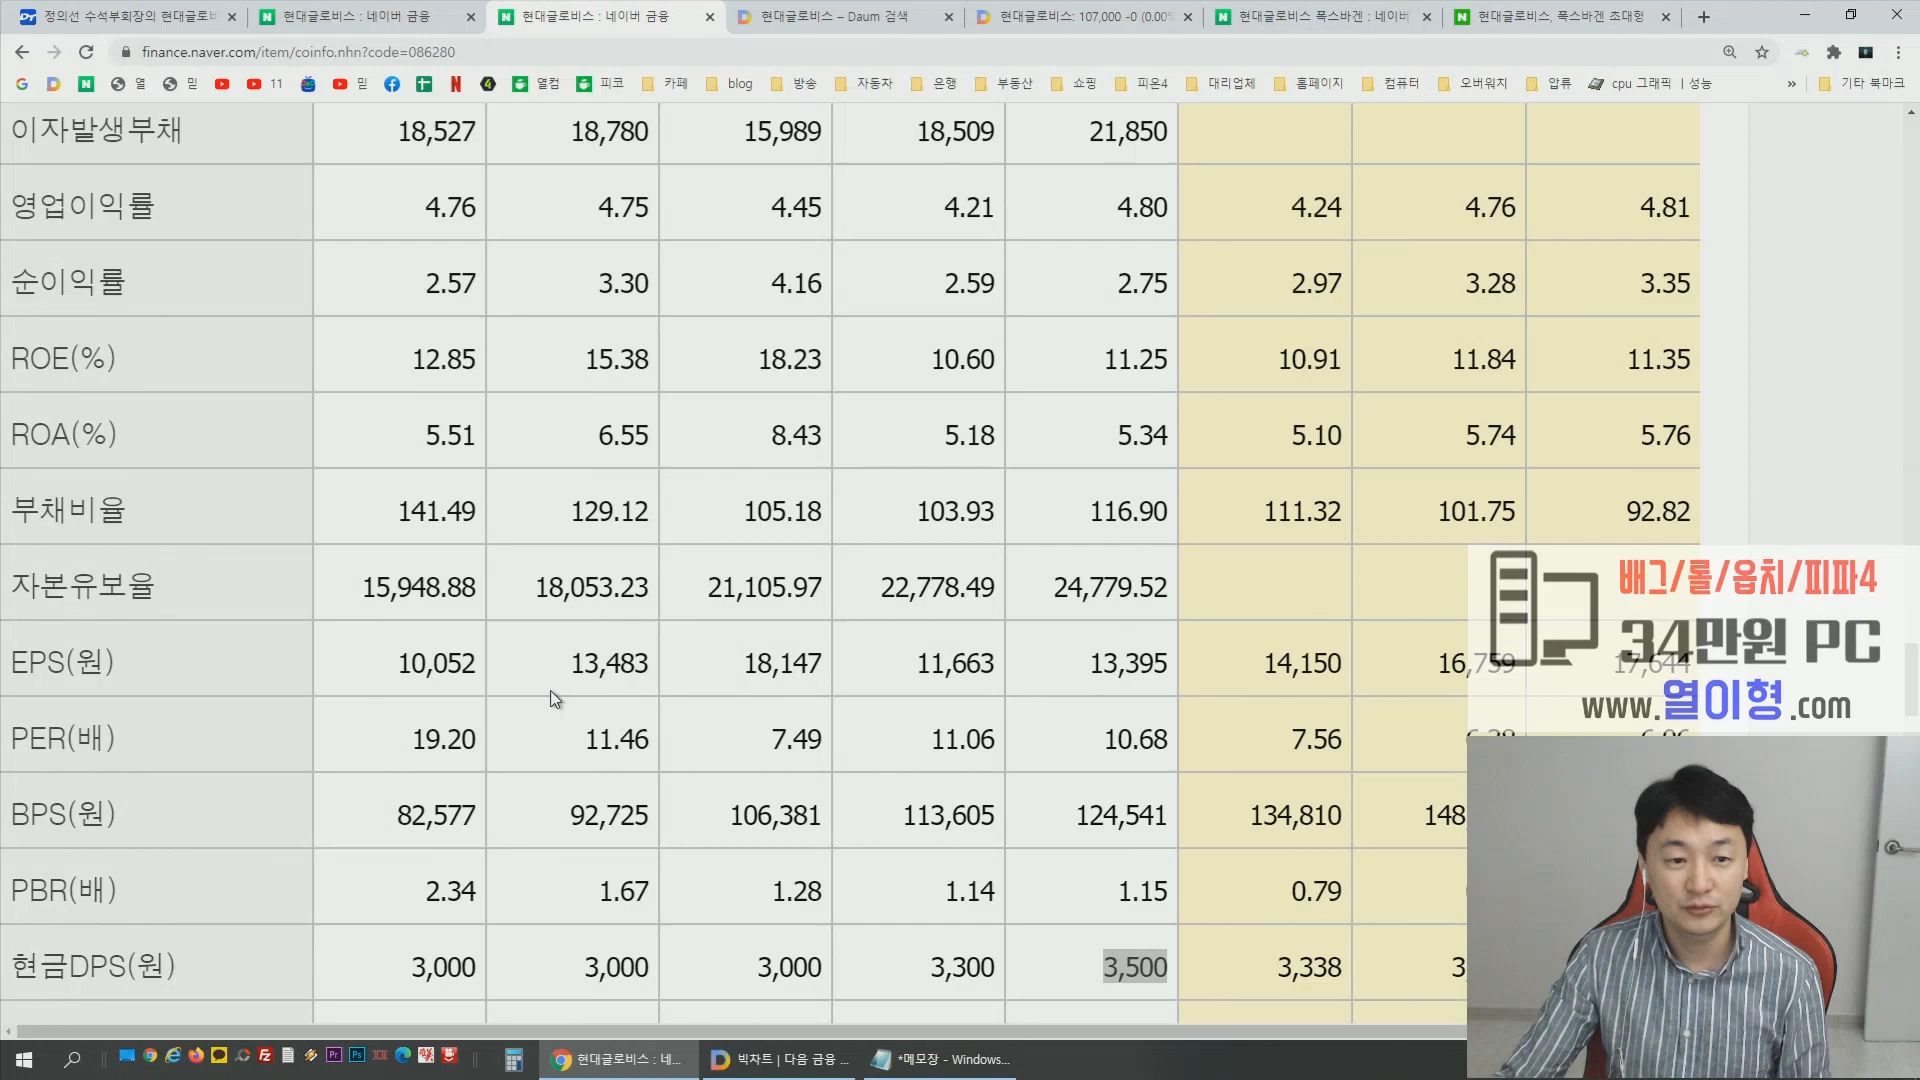 정의선 수석부회장의 현대글로비
현대글로비스 : 네이버 금융
현대글로비스 : 네이버 금융
현대글로비스 – Daum 검색
현대글로비스: 107,000 -0 (0.00%
현대글로비스 폭스바겐 : 네이버
현대글로비스, 폭스바겐 초대형
finance.naver.com/item/coinfo.nhn?code=086280
열
믿
11
믿
열컴
피코
카페
blog
방송
자동차
은행
부동산
쇼핑
피온4
대리업체
홈페이지
컴퓨터
오버워치
압류
cpu 그래픽 | 성능
»
기타 북마크
이자발생부채 18,527 18,780 15,989 18,509 21,850
영업이익률 4.76 4.75 4.45 4.21 4.80 4.24 4.76 4.81
순이익률 2.57 3.30 4.16 2.59 2.75 2.97 3.28 3.35
ROE(%) 12.85 15.38 18.23 10.60 11.25 10.91 11.84 11.35
ROA(%) 5.51 6.55 8.43 5.18 5.34 5.10 5.74 5.76
부채비율 141.49 129.12 105.18 103.93 116.90 111.32 101.75 92.82
자본유보율 15,948.88 18,053.23 21,105.97 22,778.49 24,779.52
EPS(원) 10,052 13,483 18,147 11,663 13,395 14,150 16,759 17,644
PER(배) 19.20 11.46 7.49 11.06 10.68 7.56
BPS(원) 82,577 92,725 106,381 113,605 124,541 134,810 148,
PBR(배) 2.34 1.67 1.28 1.14 1.15 0.79
현금DPS(원) 3,000 3,000 3,000 3,300 3,500 3,338 3
배그/롤/옵치/피파4
34만원 PC
www.열이형.com
현대글로비스 : 네...
빅차트 | 다음 금융 ...
*메모장 - Windows...